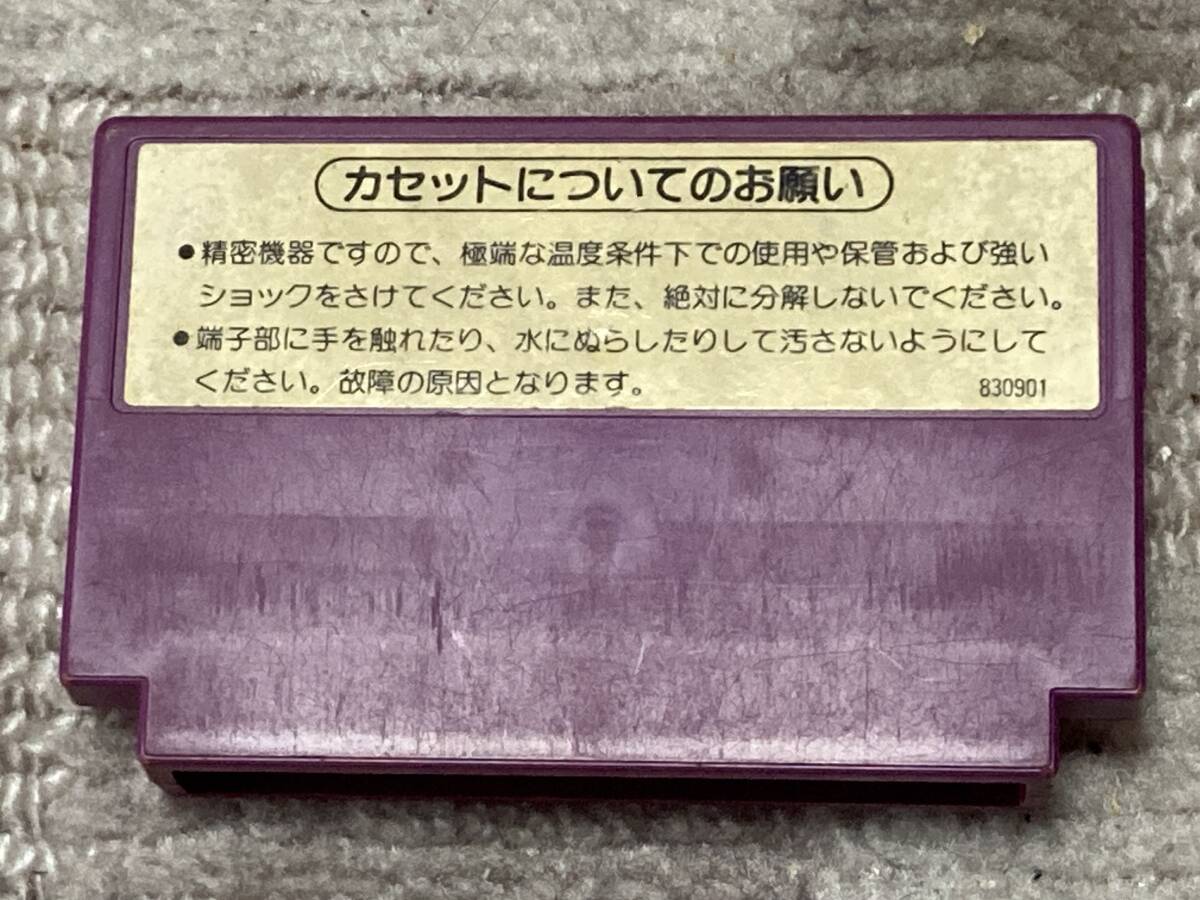 カセットについてのお願い
●精密機器ですので、極端な温度条件下での使用や保管および強い
ショックをさけてください。また、絶対に分解しないでください。
●端子部に手を触れたり、水にぬらしたりして汚さないようにして
ください。故障の原因となります。
830901